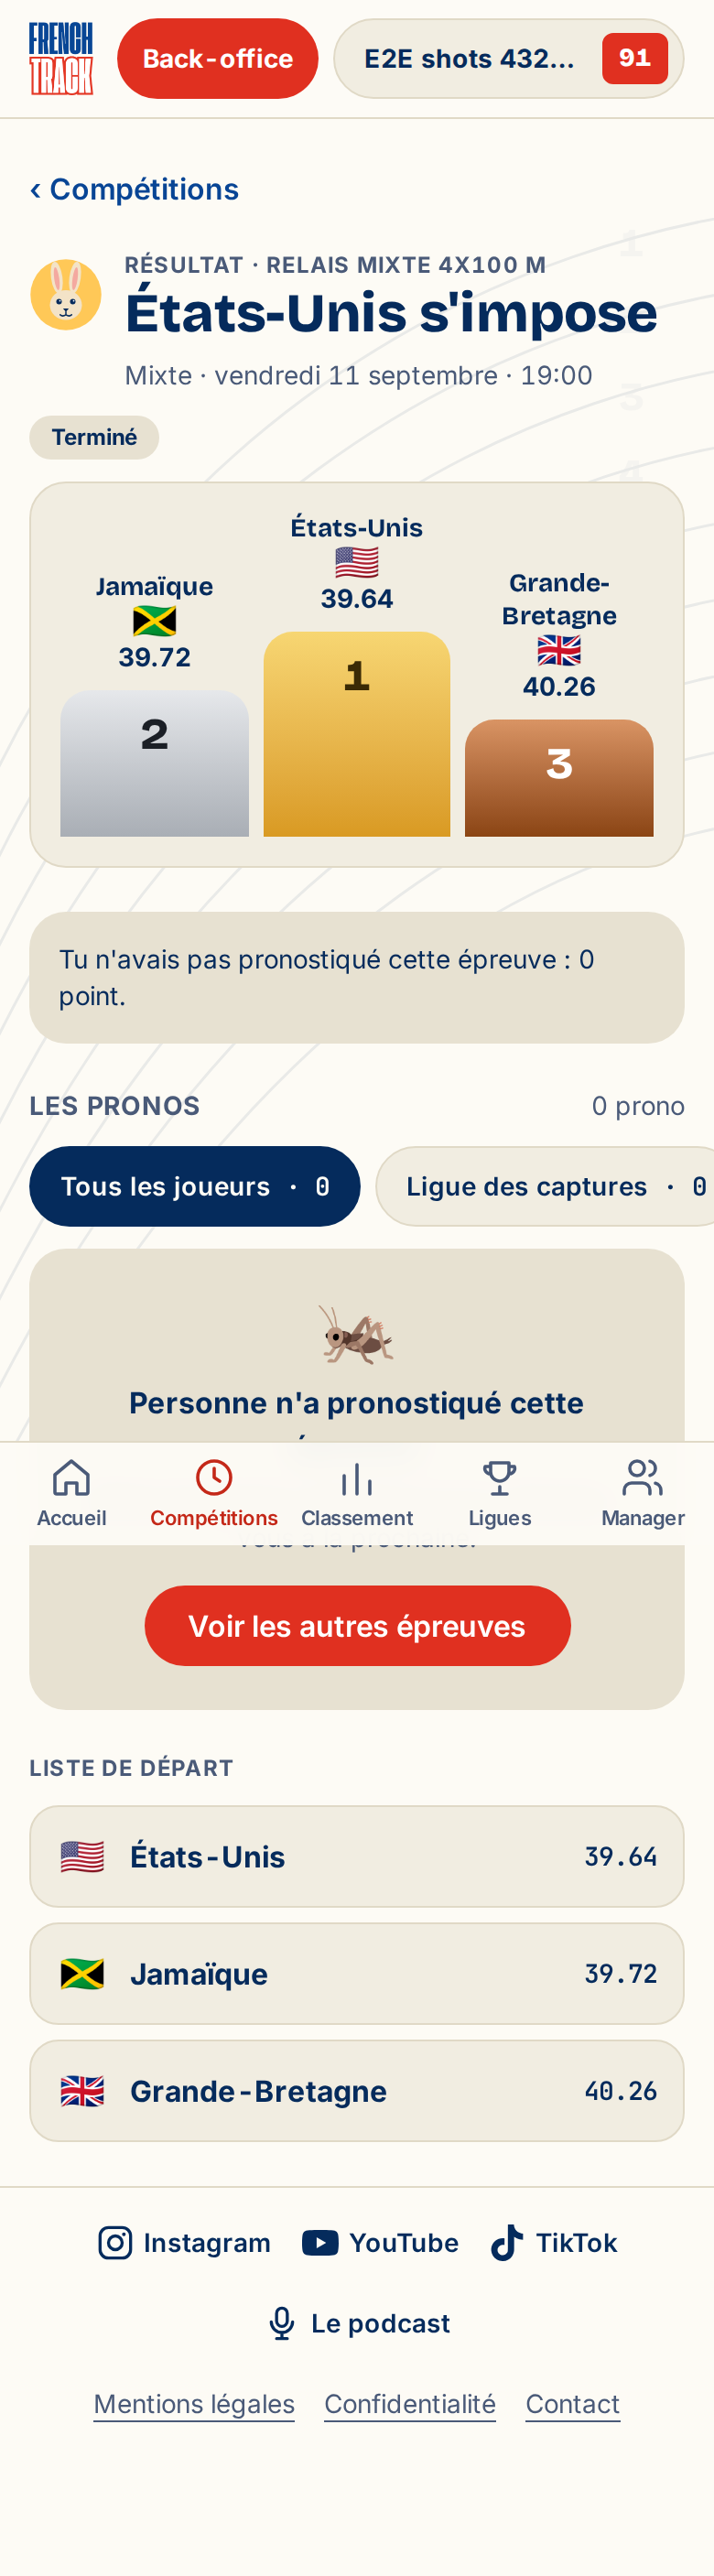 FRENCH
TRACK
Back-office
E2E shots 432…
91
‹ Compétitions
1
RÉSULTAT · RELAIS MIXTE 4X100 M
États-Unis s'impose
Mixte · vendredi 11 septembre · 19:00
3
4
Terminé
États-Unis
39.64
Jamaïque
39.72
Grande-
Bretagne
40.26
1
2
3
Tu n'avais pas pronostiqué cette épreuve : 0
point.
LES PRONOS
0 prono
Tous les joueurs · 0
Ligue des captures · 0
Personne n'a pronostiqué cette
Accueil
Compétitions
Classement
Ligues
Manager
Voir les autres épreuves
LISTE DE DÉPART
États-Unis
39.64
Jamaïque
39.72
Grande-Bretagne
40.26
Instagram
YouTube
TikTok
Le podcast
Mentions légales
Confidentialité
Contact